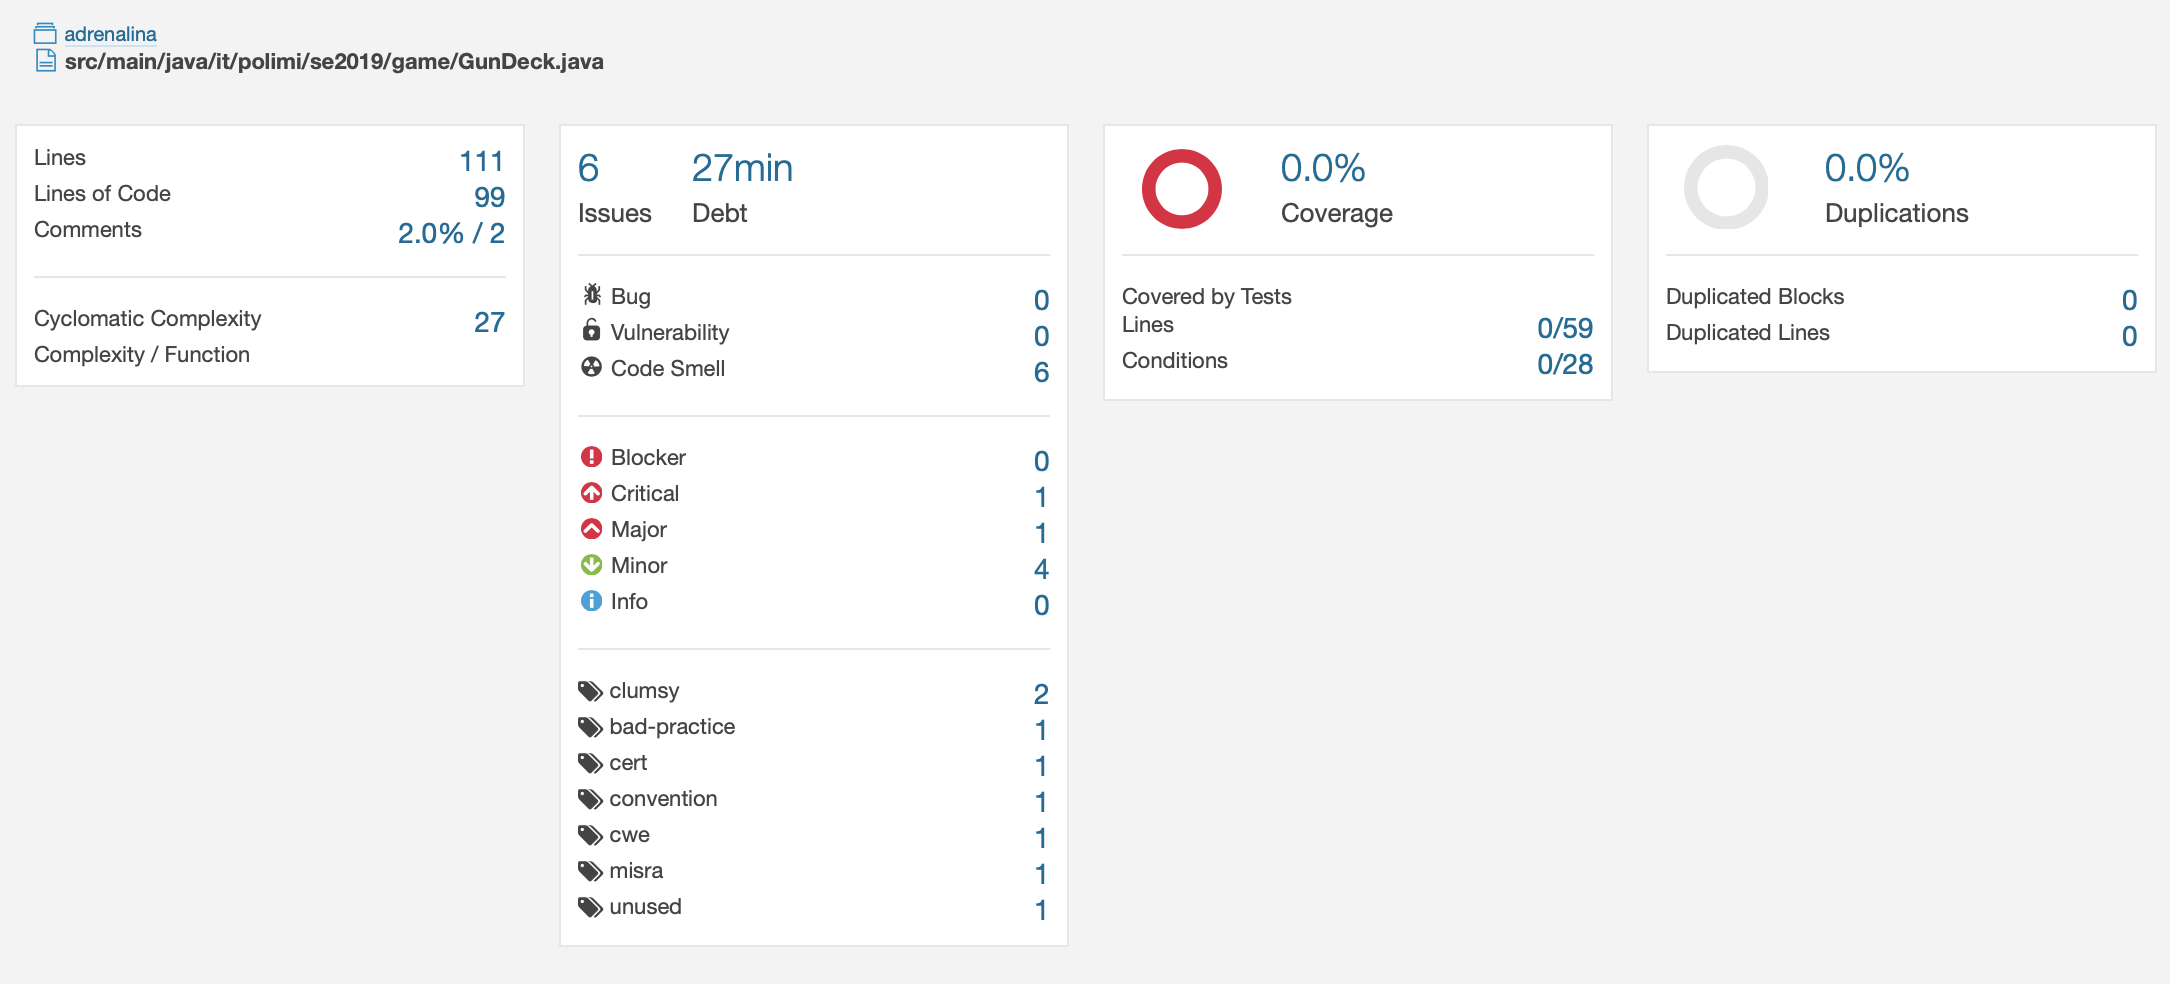 adrenalina
src/main/java/it/polimi/se2019/game/GunDeck.java
Lines 111
Lines of Code 99
Comments 2.0% / 2
Cyclomatic Complexity 27
Complexity / Function
6 27min
Issues Debt
Bug 0
Vulnerability 0
Code Smell 6
Blocker 0
Critical 1
Major 1
Minor 4
Info 0
clumsy 2
bad-practice 1
cert 1
convention 1
cwe 1
misra 1
unused 1
0.0%
Coverage
Covered by Tests
Lines 0/59
Conditions 0/28
0.0%
Duplications
Duplicated Blocks 0
Duplicated Lines 0